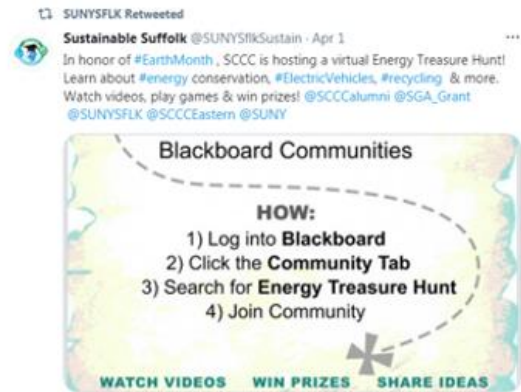 SUNYSFLK Retweeted
Sustainable Suffolk @SUNYSflkSustain · Apr 1
In honor of #EarthMonth , SCCC is hosting a virtual Energy Treasure Hunt!
Learn about #energy conservation, #ElectricVehicles, #recycling & more.
Watch videos, play games & win prizes! @SCCCalumni @SGA_Grant
@SUNYSFLK @SCCCEastern @SUNY
Blackboard Communities
HOW:
1) Log into Blackboard
2) Click the Community Tab
3) Search for Energy Treasure Hunt
4) Join Community
WATCH VIDEOS WIN PRIZES SHARE IDEAS